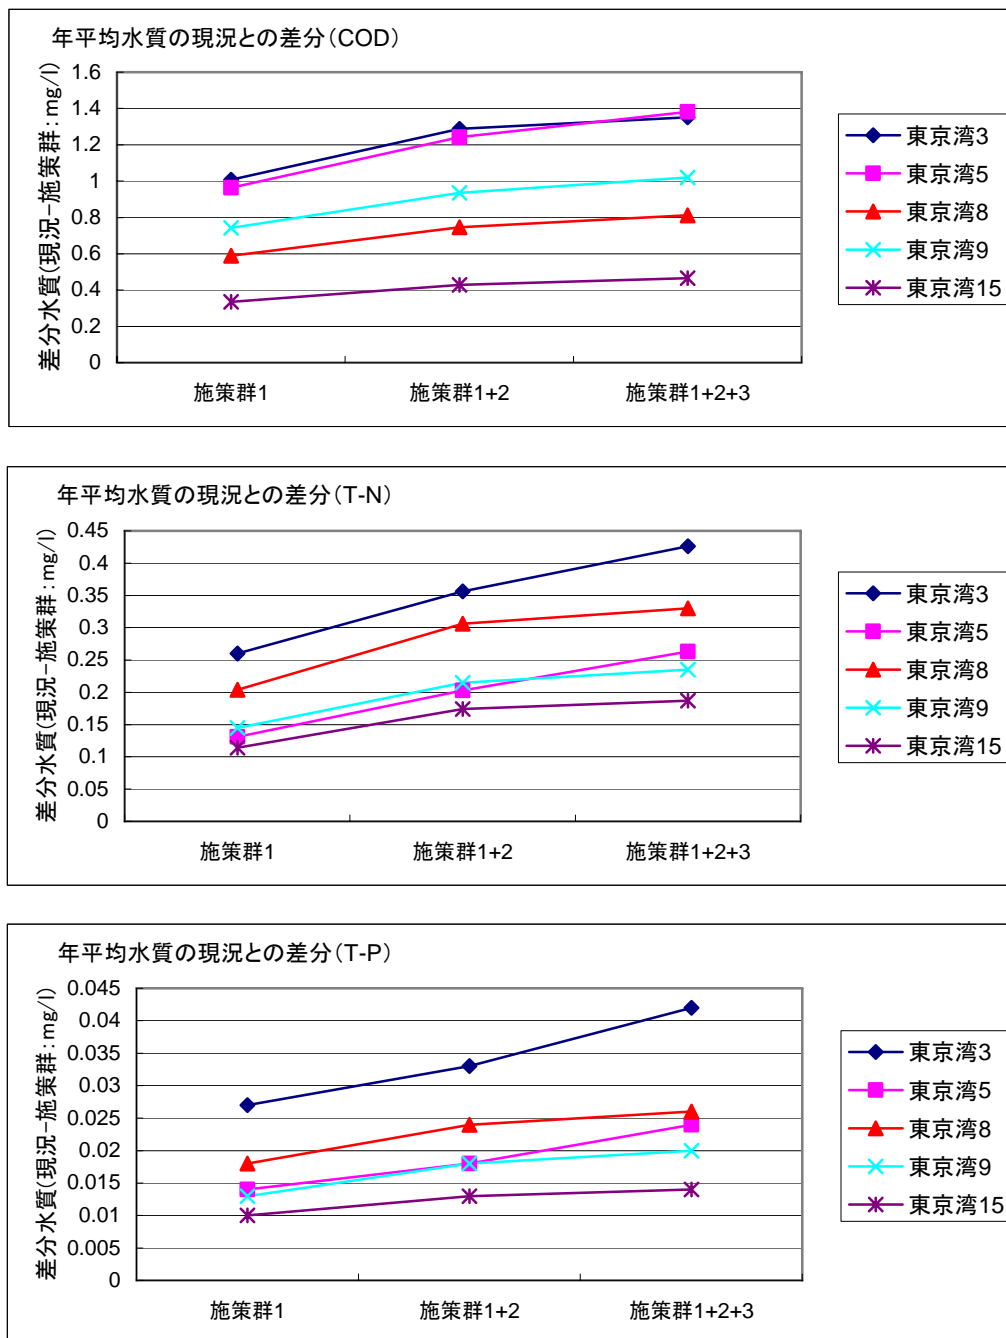 年平均水質の現況との差分(COD)
差分水質(現況-施策群:mg/l)
1.6
1.4
1.2
1
0.8
0.6
0.4
0.2
0
施策群1
施策群1+2
施策群1+2+3
東京湾3
東京湾5
東京湾8
東京湾9
東京湾15
年平均水質の現況との差分(T-N)
差分水質(現況-施策群:mg/l)
0.45
0.4
0.35
0.3
0.25
0.2
0.15
0.1
0.05
0
施策群1
施策群1+2
施策群1+2+3
東京湾3
東京湾5
東京湾8
東京湾9
東京湾15
年平均水質の現況との差分(T-P)
差分水質(現況-施策群:mg/l)
0.045
0.04
0.035
0.03
0.025
0.02
0.015
0.01
0.005
0
施策群1
施策群1+2
施策群1+2+3
東京湾3
東京湾5
東京湾8
東京湾9
東京湾15